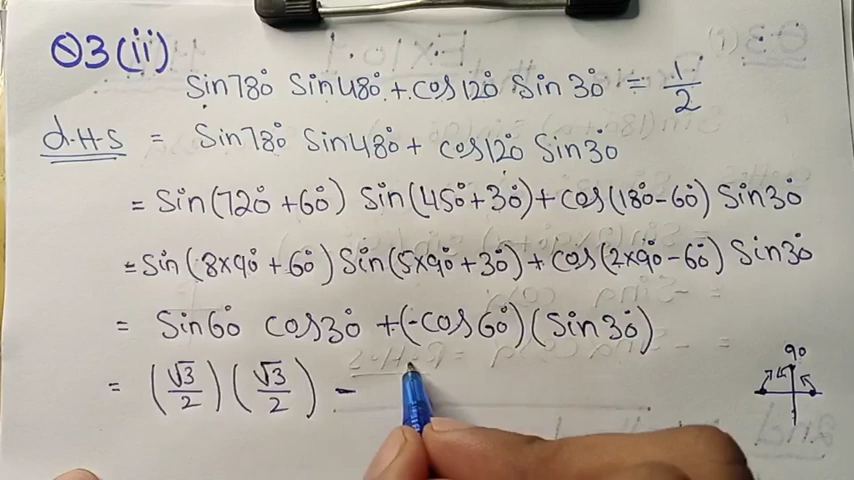 Q3(ii)
Sin780° Sin480° + cos120° Sin30° = 1/2
L.H.S = Sin780° Sin480° + cos120° Sin30°
= Sin(720° + 60°) Sin(450° + 30°) + cos(180° - 60°) Sin30°
= Sin(8×90° + 60°) Sin(5×90° + 30°) + cos(2×90° - 60°) Sin30°
= Sin60° cos30° + (-cos60°)(Sin30°)
= (√3/2)(√3/2) -
90